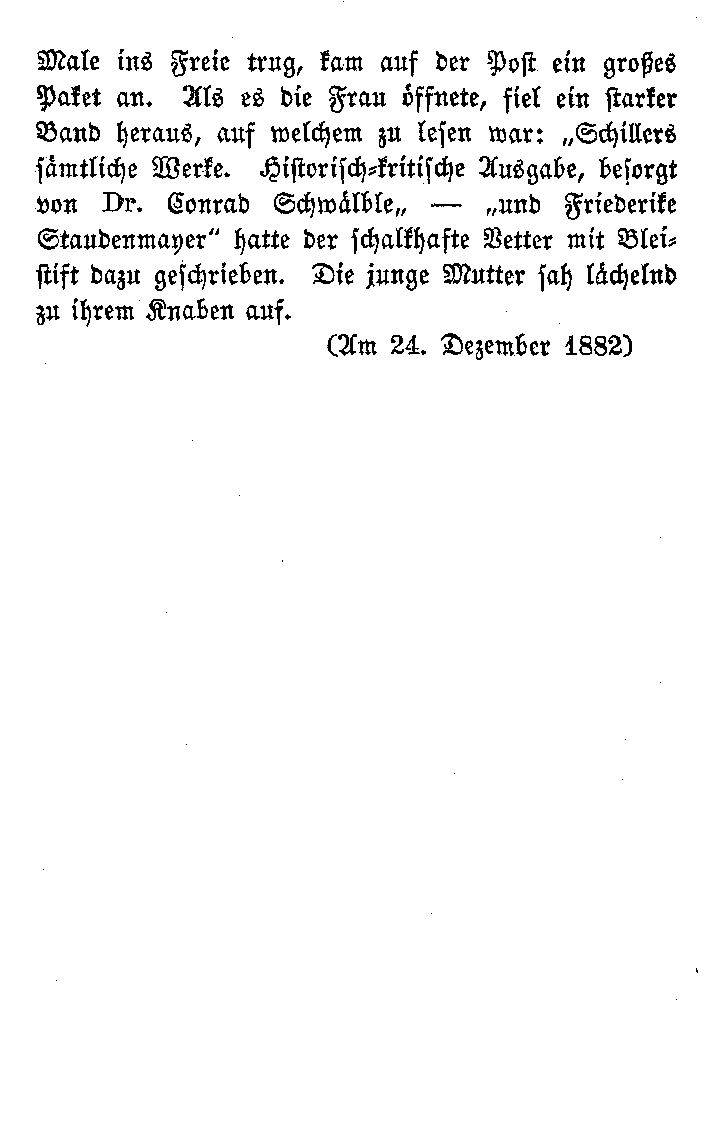 Male ins Freie trug, kam auf der Post ein großes
Paket an. Als es die Frau öffnete, fiel ein starker
Band heraus, auf welchem zu lesen war: „Schillers
sämtliche Werke. Historisch-kritische Ausgabe, besorgt
von Dr. Conrad Schwälble„ — „und Friederike
Staudenmayer“ hatte der schalkhafte Vetter mit Blei-
stift dazu geschrieben. Die junge Mutter sah lächelnd
zu ihrem Knaben auf.
(Am 24. Dezember 1882)